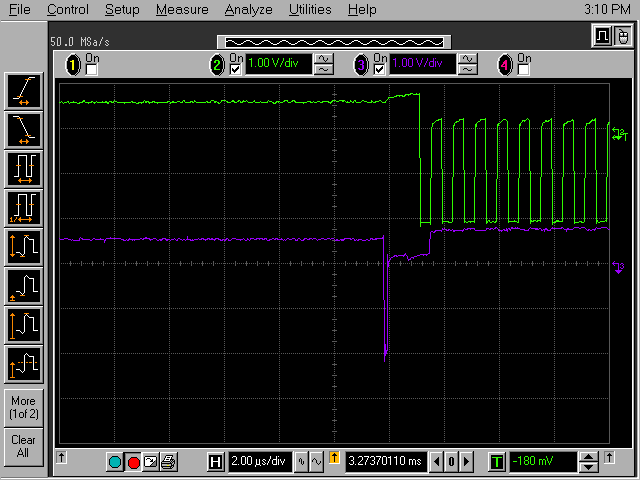 File Control Setup Measure Analyze Utilities Help 3:10 PM
50.0 MSa/s
1 On 2 On 1.00 V/div 3 On 1.00 V/div 4 On
More
(1of 2)
Clear
All
H 2.00 µs/div 3.27370110 ms 0 T -180 mV